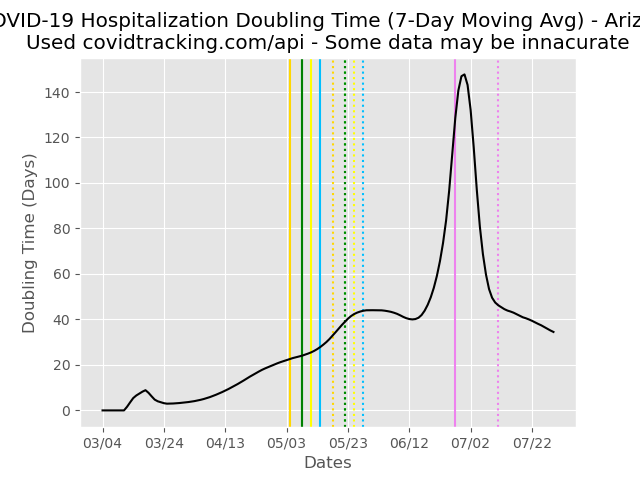 OVID-19 Hospitalization Doubling Time (7-Day Moving Avg) - Ariz
Used covidtracking.com/api - Some data may be innacurate
140
120
100
80
60
40
20
0
Doubling Time (Days)
03/04 03/24 04/13 05/03 05/23 06/12 07/02 07/22
Dates